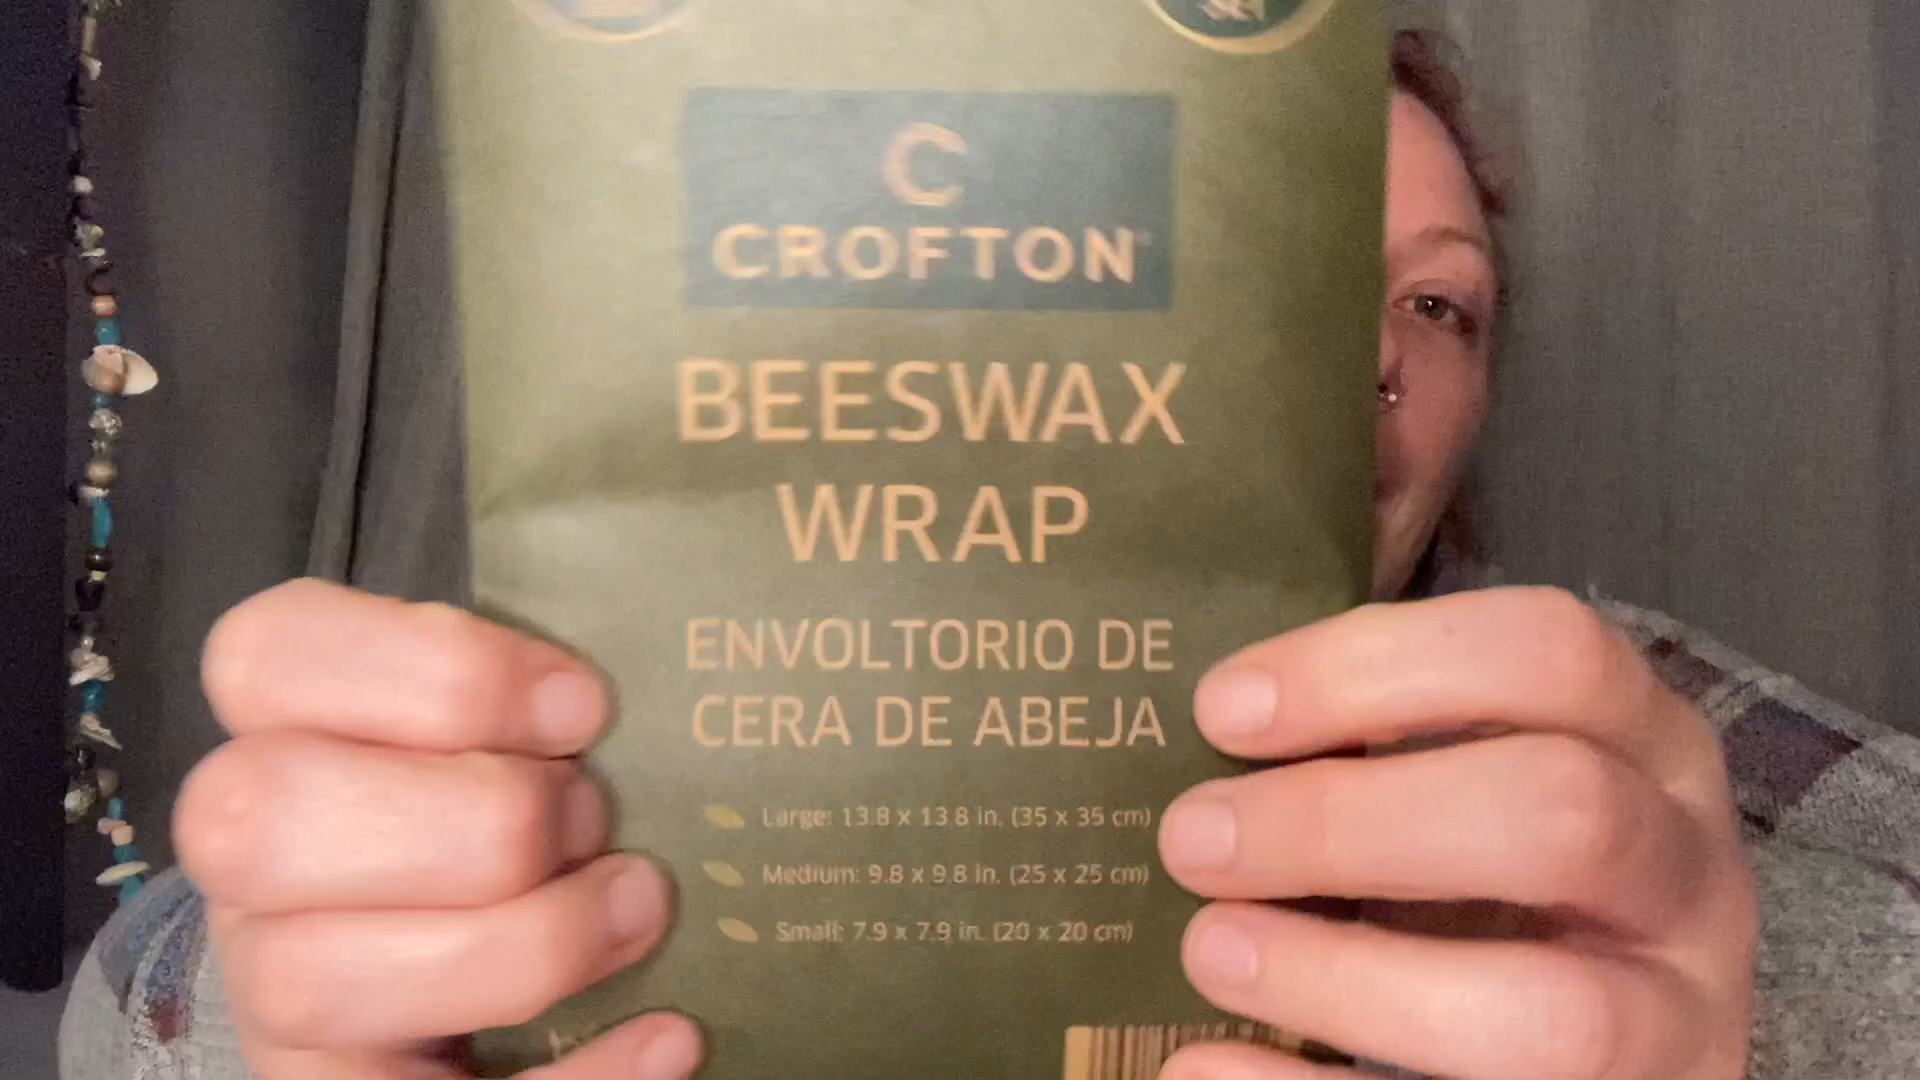 C
CROFTON
BEESWAX
WRAP
ENVOLTORIO DE
CERA DE ABEJA
Large: 13.8 x 13.8 in. (35 x 35 cm)
Medium: 9.8 x 9.8 in. (25 x 25 cm)
Small: 7.9 x 7.9 in. (20 x 20 cm)